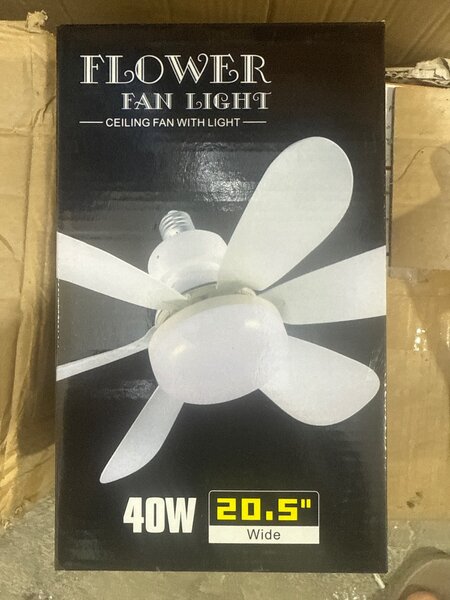 FLOWER
FAN LIGHT
CEILING FAN WITH LIGHT
40W
20.5"
Wide